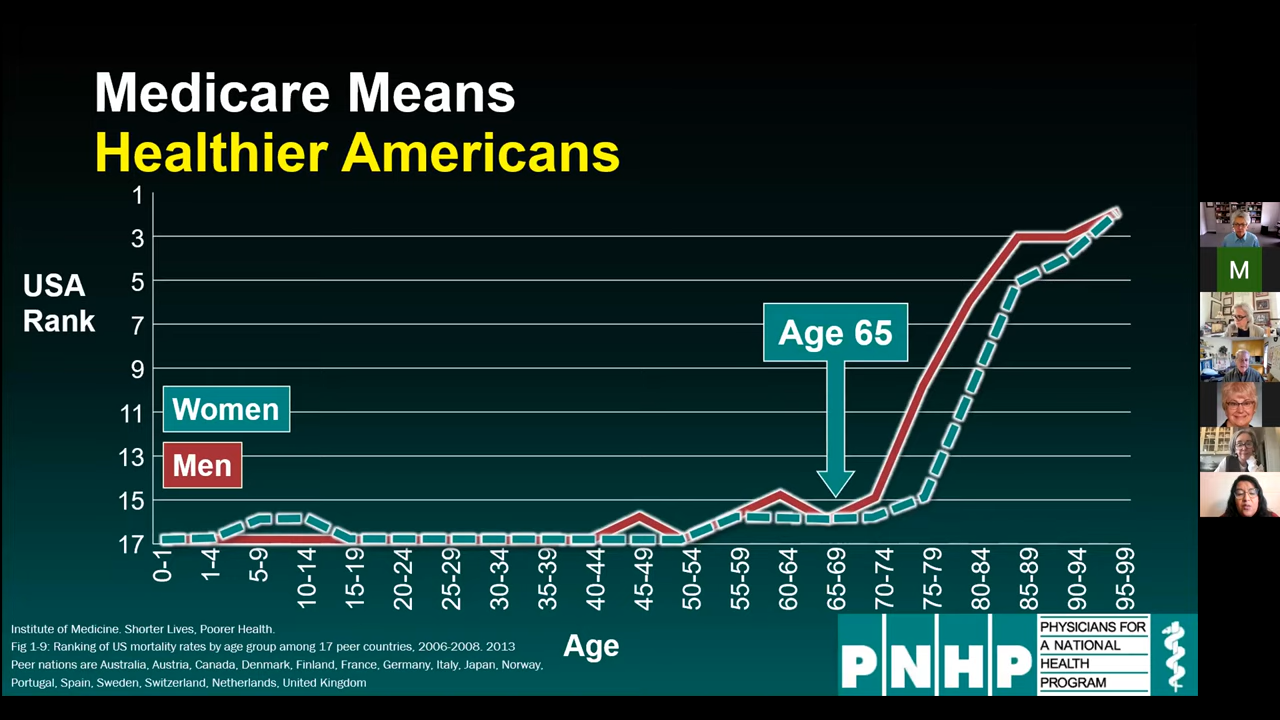 Medicare Means
Healthier Americans
1
3
5
7
9
11
13
15
17
USA
Rank
Age 65
Women
Men
0-1
1-4
5-9
10-14
15-19
20-24
25-29
30-34
35-39
40-44
45-49
50-54
55-59
60-64
65-69
70-74
75-79
80-84
85-89
90-94
95-99
Age
Institute of Medicine. Shorter Lives, Poorer Health.
Fig 1-9: Ranking of US mortality rates by age group among 17 peer countries, 2006-2008. 2013
Peer nations are Australia, Austria, Canada, Denmark, Finland, France, Germany, Italy, Japan, Norway,
Portugal, Spain, Sweden, Switzerland, Netherlands, United Kingdom
PNHP
PHYSICIANS FOR
A NATIONAL
HEALTH
PROGRAM
M